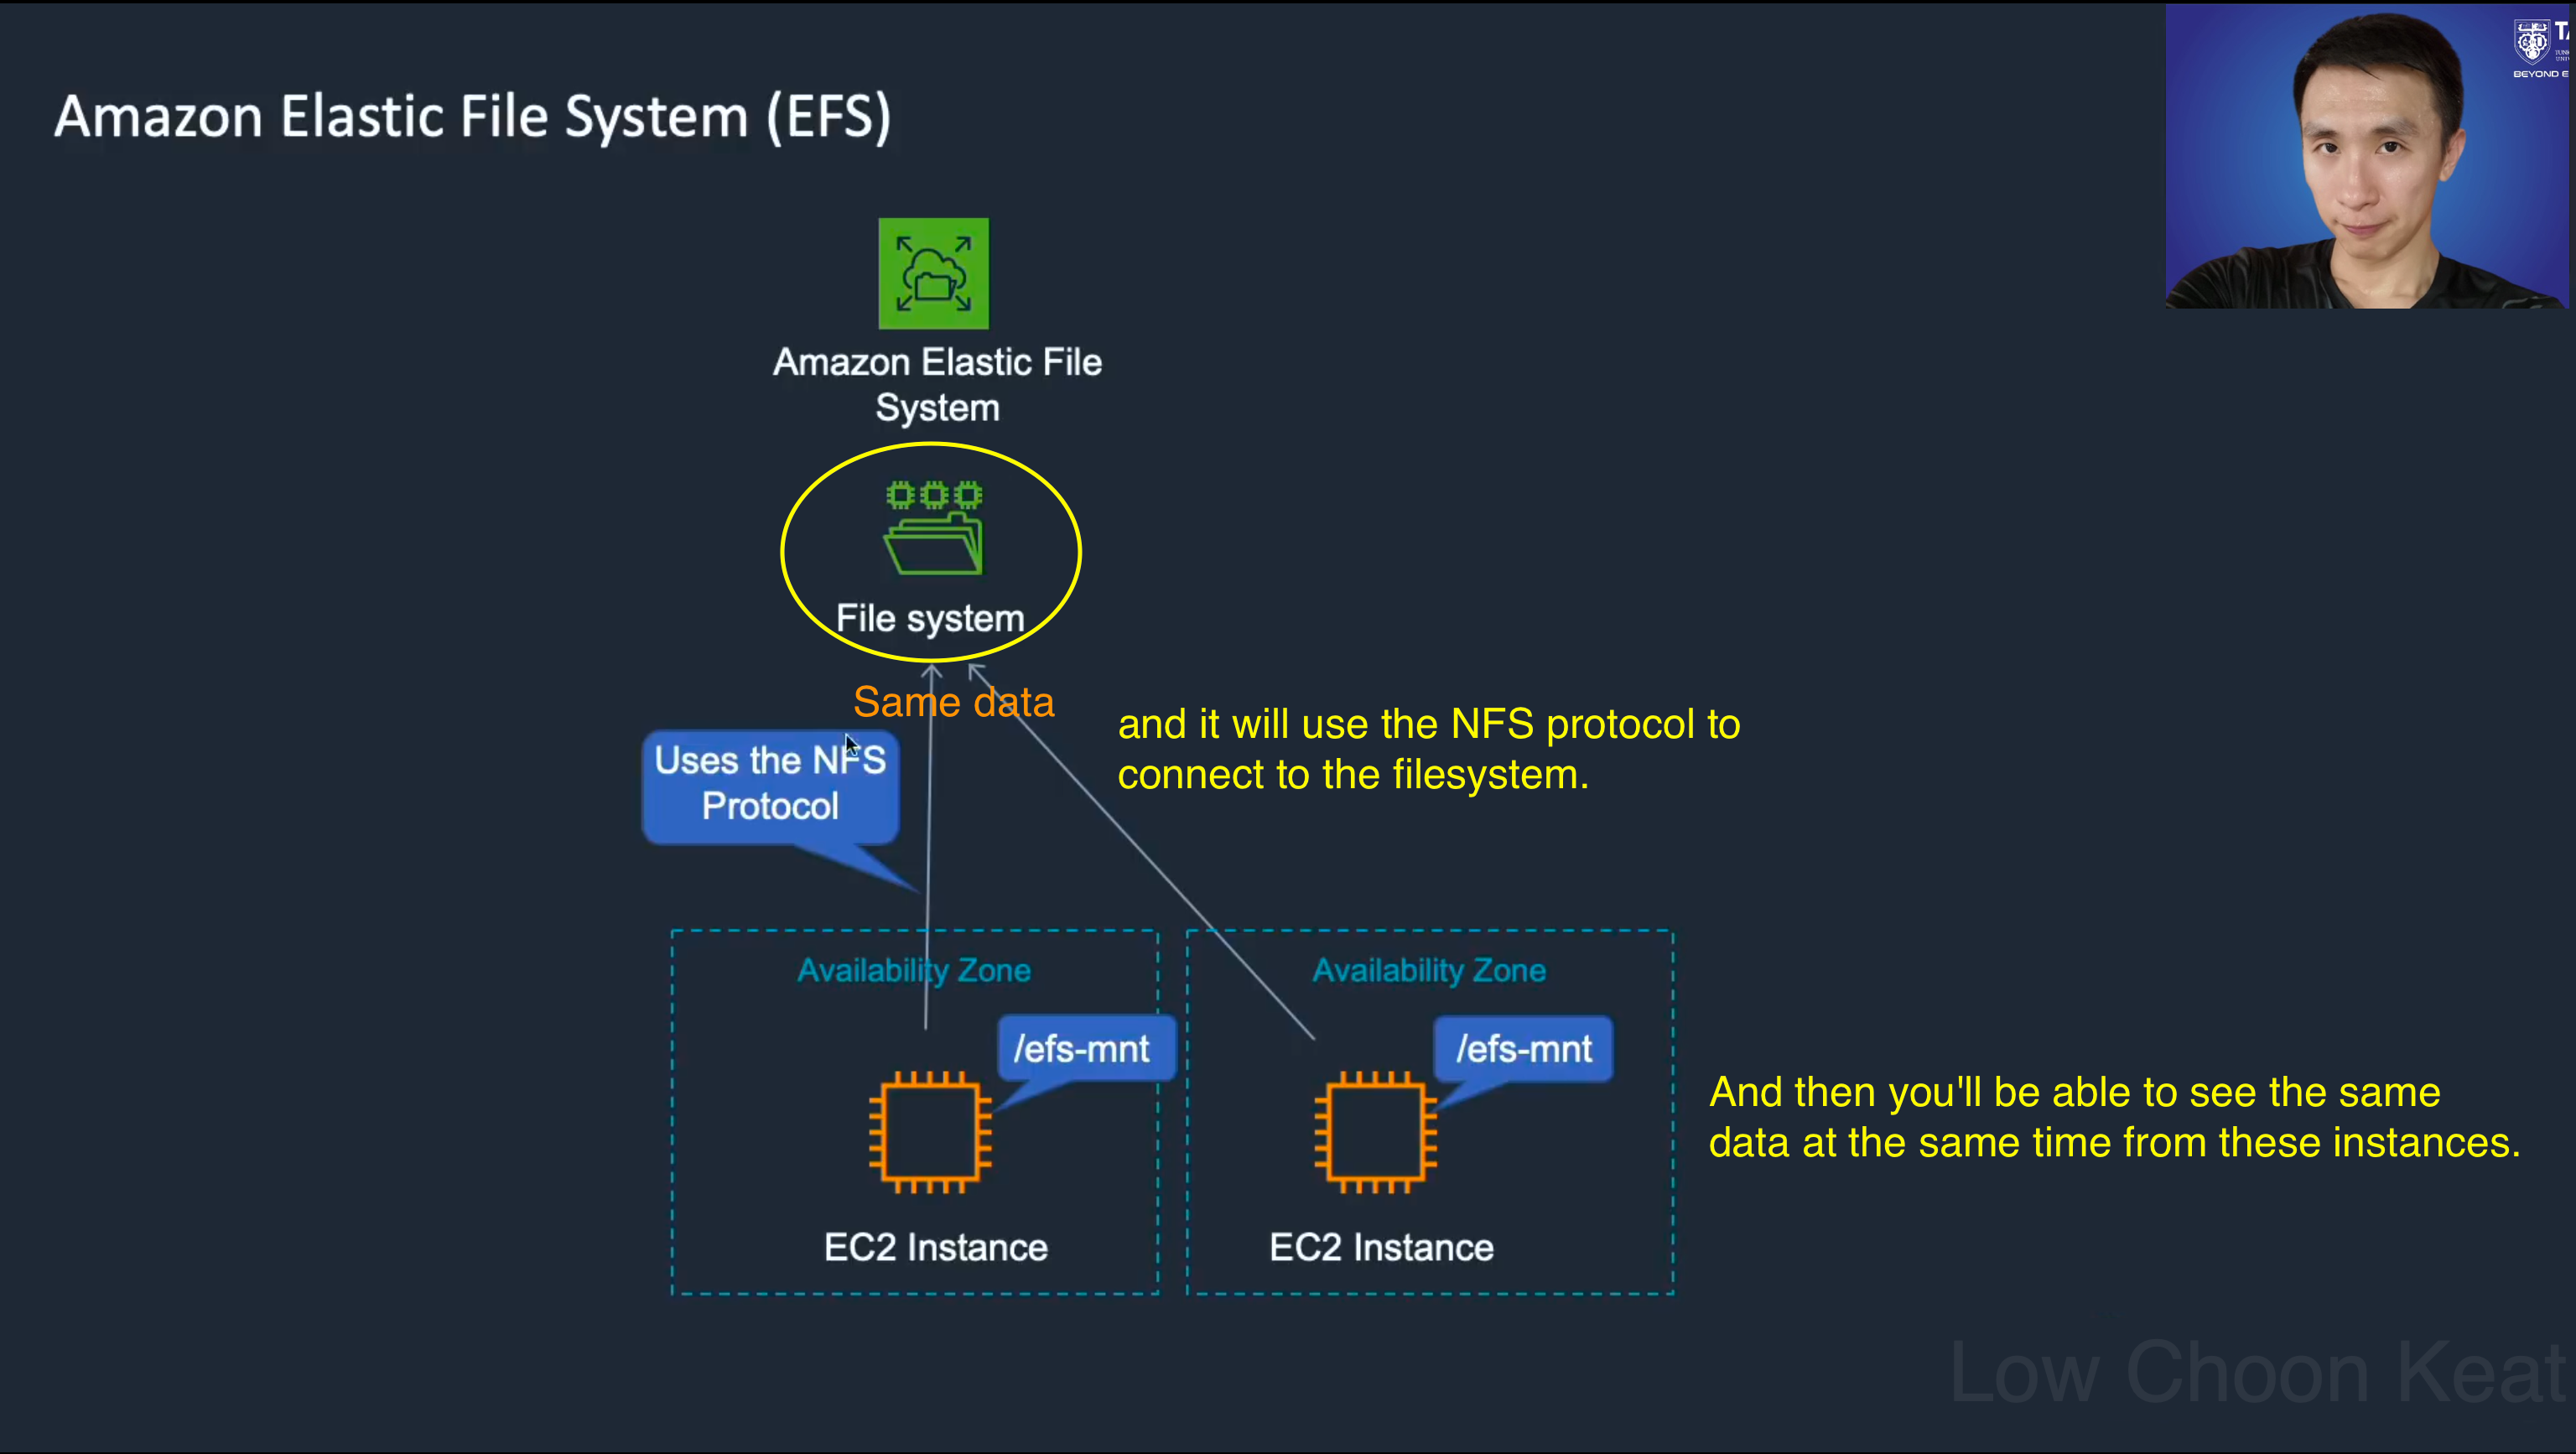 Amazon Elastic File System (EFS)
BEYOND E
Amazon Elastic File
System
File system
Same data
and it will use the NFS protocol to
connect to the filesystem.
Uses the NFS
Protocol
Availability Zone
Availability Zone
/efs-mnt
/efs-mnt
And then you'll be able to see the same
data at the same time from these instances.
EC2 Instance
EC2 Instance
Low Choon Keat